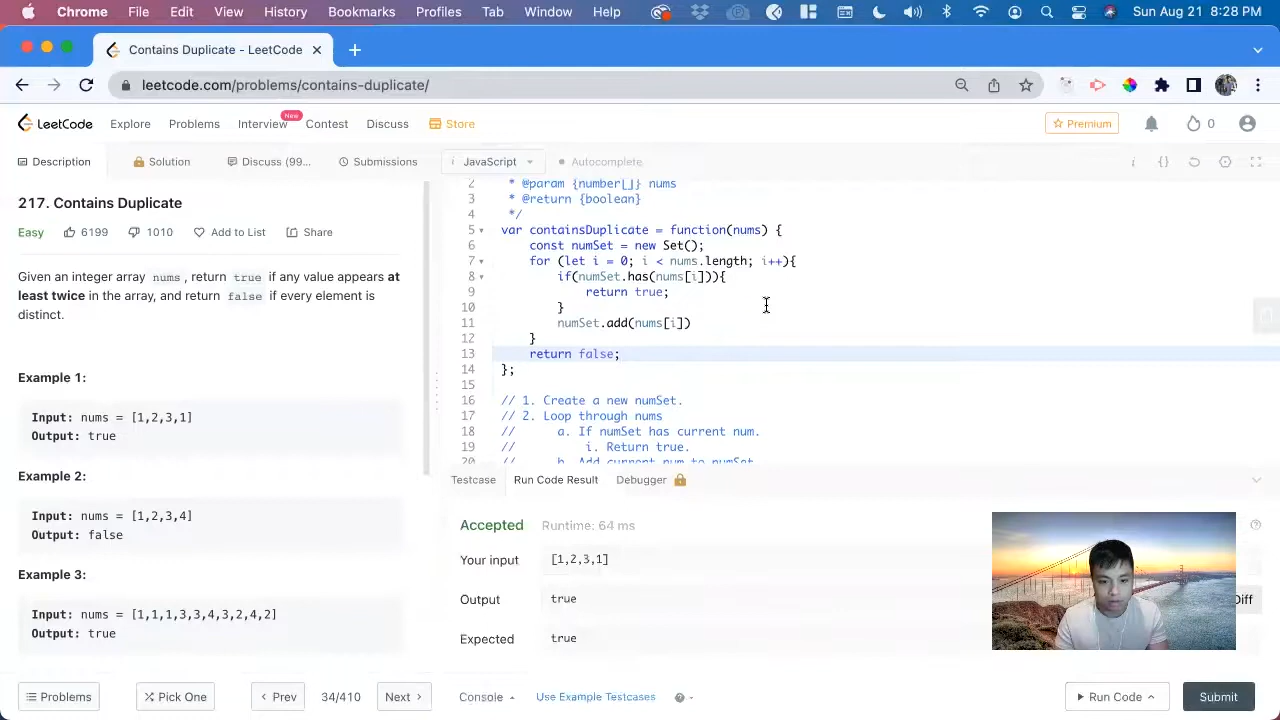 Chrome File Edit View History Bookmarks Profiles Tab Window Help Sun Aug 21 8:28 PM
Contains Duplicate - LeetCode
leetcode.com/problems/contains-duplicate/
LeetCode Explore Problems Interview New Contest Discuss Store Premium 0
Description Solution Discuss (99... Submissions JavaScript Autocomplete
2 * @param {number[]} nums
3 * @return {boolean}
4 */
5 var containsDuplicate = function(nums) {
6 const numSet = new Set();
7 for (let i = 0; i < nums.length; i++){
8 if(numSet.has(nums[i])){
9 return true;
10 }
11 numSet.add(nums[i])
12 }
13 return false;
14 };
15
16 // 1. Create a new numSet.
17 // 2. Loop through nums
18 // a. If numSet has current num.
19 // i. Return true.
20 // b. Add current num to numSet
217. Contains Duplicate
Easy 6199 1010 Add to List Share
Given an integer array nums, return true if any value appears at
least twice in the array, and return false if every element is
distinct.
Example 1:
Input: nums = [1,2,3,1]
Output: true
Example 2:
Input: nums = [1,2,3,4]
Output: false
Example 3:
Input: nums = [1,1,1,3,3,4,3,2,4,2]
Output: true
Testcase Run Code Result Debugger
Accepted Runtime: 64 ms
Your input [1,2,3,1]
Output true
Diff
Expected true
Problems Pick One Prev 34/410 Next Console Use Example Testcases Run Code Submit